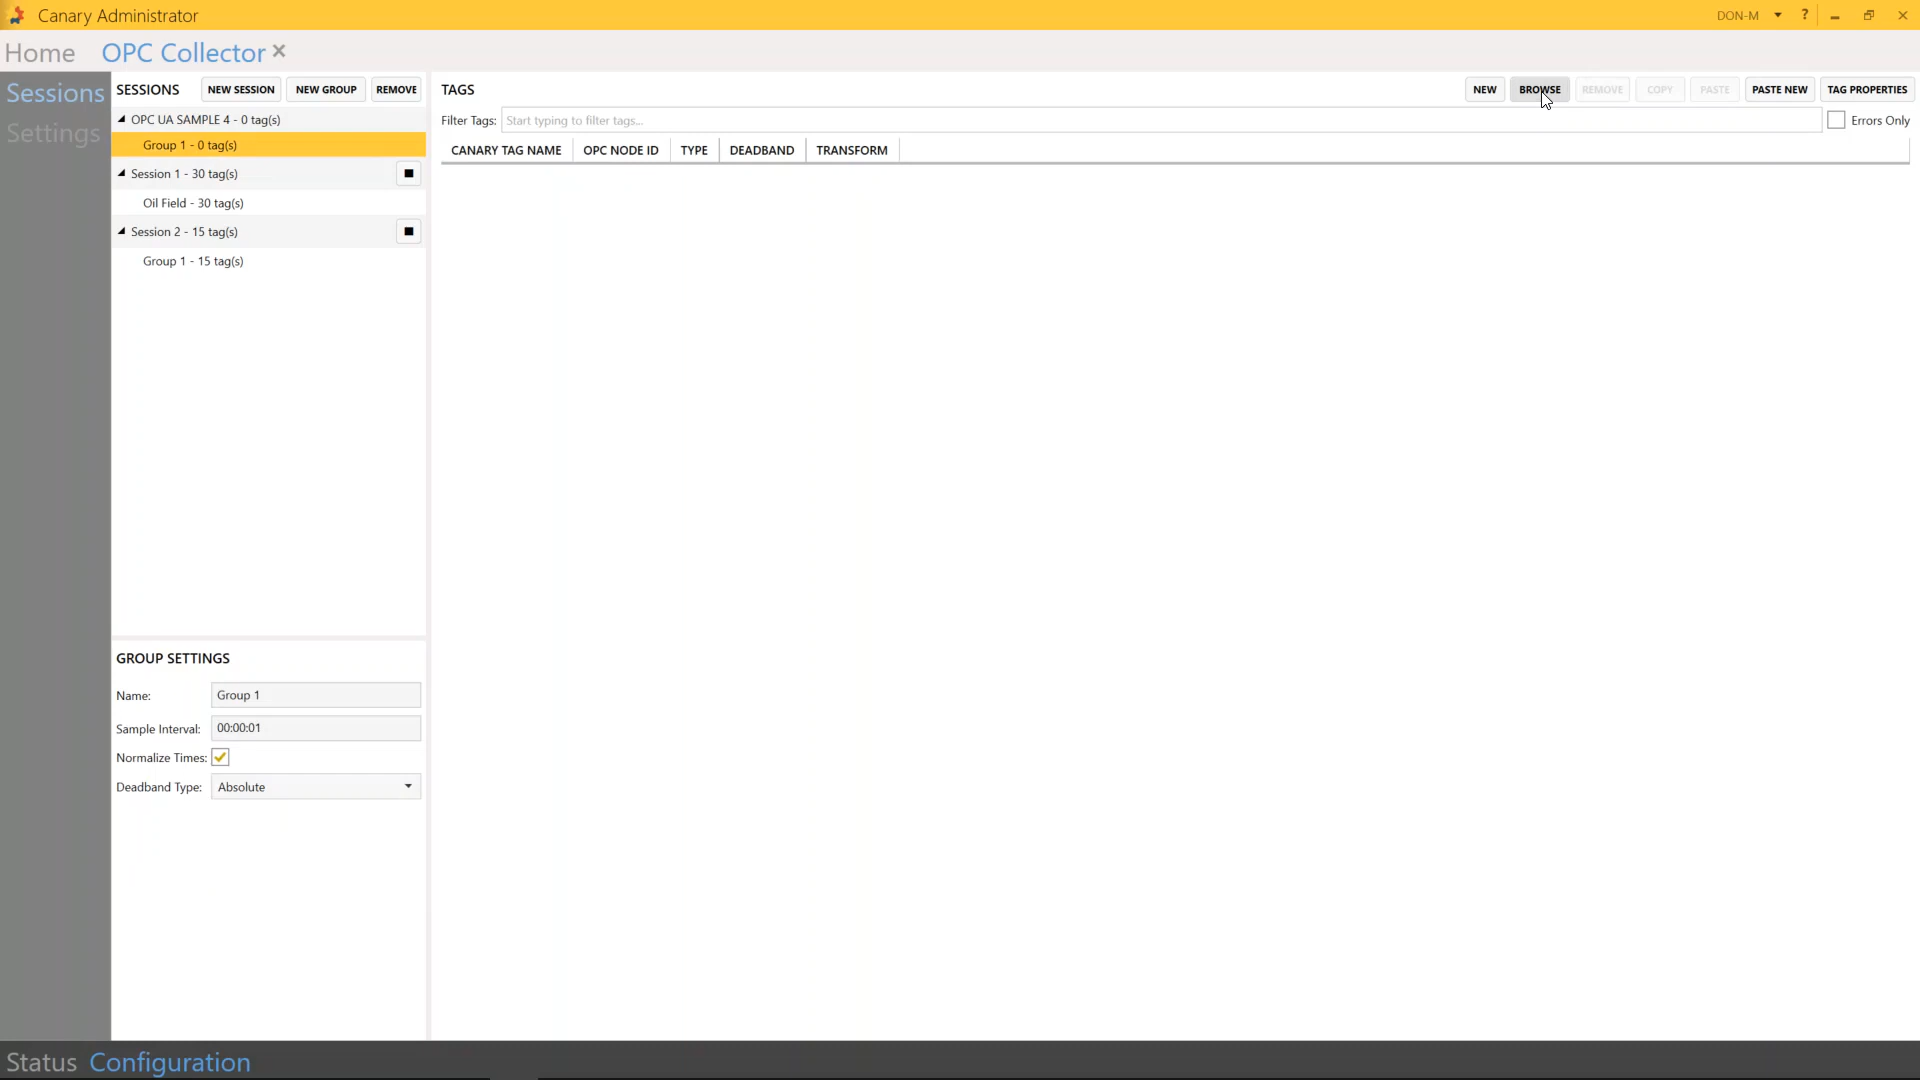 Canary Administrator
DON-M
?
Home OPC Collector
Sessions
Settings
SESSIONS NEW SESSION NEW GROUP REMOVE
OPC UA SAMPLE 4 - 0 tag(s)
Group 1 - 0 tag(s)
Session 1 - 30 tag(s)
Oil Field - 30 tag(s)
Session 2 - 15 tag(s)
Group 1 - 15 tag(s)
GROUP SETTINGS
Name: Group 1
Sample Interval: 00:00:01
Normalize Times:
Deadband Type: Absolute
TAGS NEW BROWSE REMOVE COPY PASTE PASTE NEW TAG PROPERTIES
Filter Tags: Start typing to filter tags... Errors Only
CANARY TAG NAME OPC NODE ID TYPE DEADBAND TRANSFORM
Status Configuration